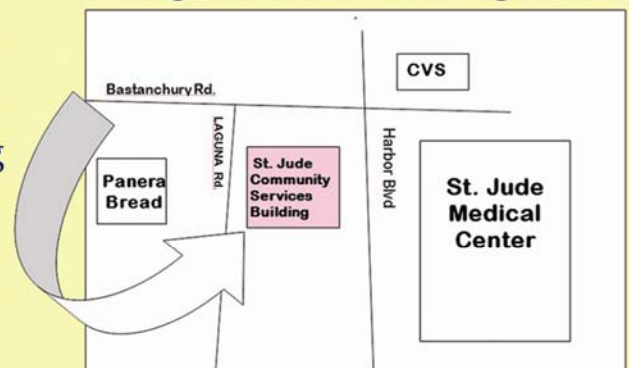 CVS
Bastanchury Rd.
LAGUNA Rd.
Harbor Blvd
Panera
Bread
St. Jude
Community
Services
Building
St. Jude
Medical
Center